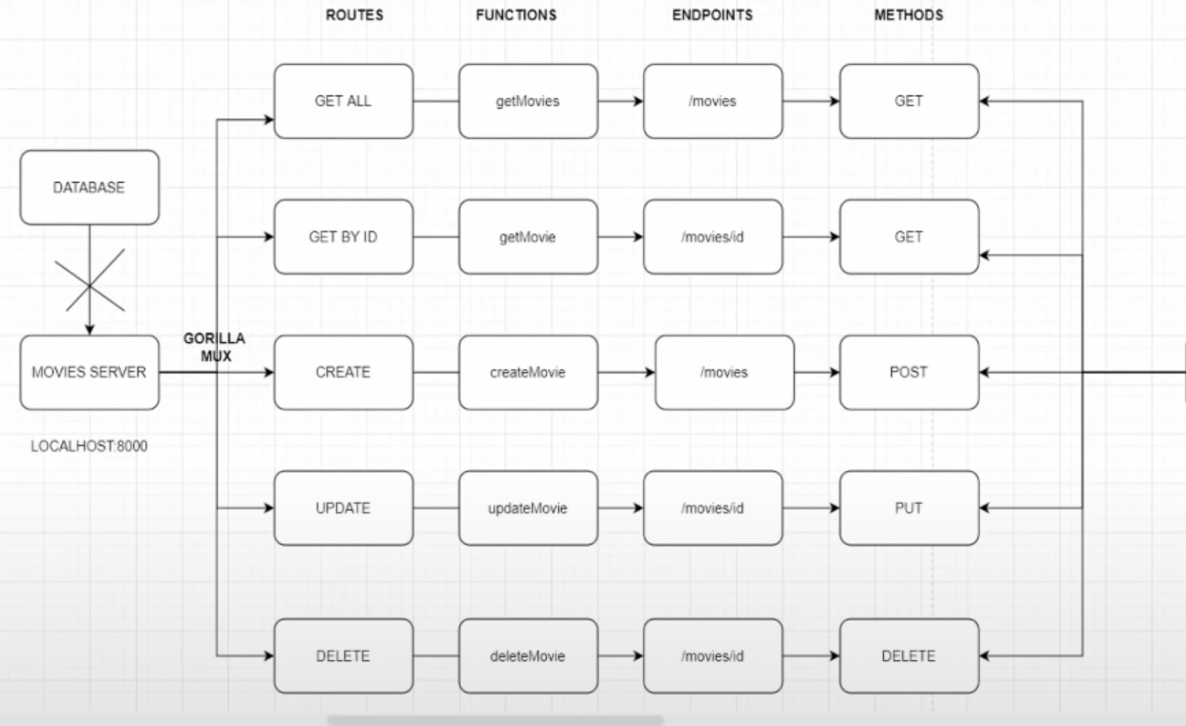 ROUTES FUNCTIONS ENDPOINTS METHODS
GET ALL getMovies /movies GET
DATABASE
GET BY ID getMovie /movies/id GET
GORILLA
MUX
MOVIES SERVER CREATE createMovie /movies POST
LOCALHOST:8000
UPDATE updateMovie /movies/id PUT
DELETE deleteMovie /movies/id DELETE